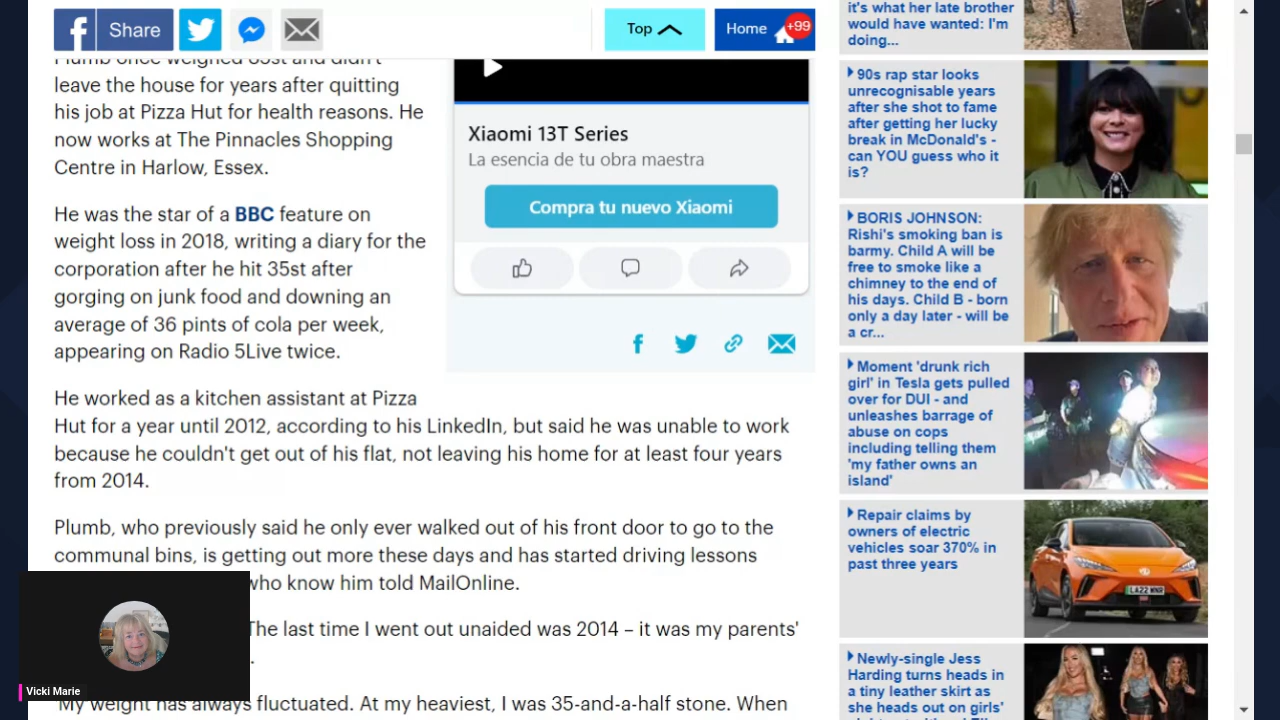 Share
Top
Home
+99
Plumb once weighed 35st and didn't
leave the house for years after quitting
his job at Pizza Hut for health reasons. He
now works at The Pinnacles Shopping
Centre in Harlow, Essex.
He was the star of a BBC feature on
weight loss in 2018, writing a diary for the
corporation after he hit 35st after
gorging on junk food and downing an
average of 36 pints of cola per week,
appearing on Radio 5Live twice.
He worked as a kitchen assistant at Pizza
Hut for a year until 2012, according to his LinkedIn, but said he was unable to work
because he couldn't get out of his flat, not leaving his home for at least four years
from 2014.
Plumb, who previously said he only ever walked out of his front door to go to the
communal bins, is getting out more these days and has started driving lessons
who know him told MailOnline.
The last time I went out unaided was 2014 – it was my parents'
'My weight has always fluctuated. At my heaviest, I was 35-and-a-half stone. When
Xiaomi 13T Series
La esencia de tu obra maestra
Compra tu nuevo Xiaomi
it's what her late brother
would have wanted: I'm
doing...
90s rap star looks
unrecognisable years
after she shot to fame
after getting her lucky
break in McDonald's -
can YOU guess who it
is?
BORIS JOHNSON:
Rishi's smoking ban is
barmy. Child A will be
free to smoke like a
chimney to the end of
his days. Child B - born
only a day later - will be
a cr...
Moment 'drunk rich
girl' in Tesla gets pulled
over for DUI - and
unleashes barrage of
abuse on cops
including telling them
'my father owns an
island'
Repair claims by
owners of electric
vehicles soar 370% in
past three years
LA22 WNR
Newly-single Jess
Harding turns heads in
a tiny leather skirt as
she heads out on girls'
Vicki Marie